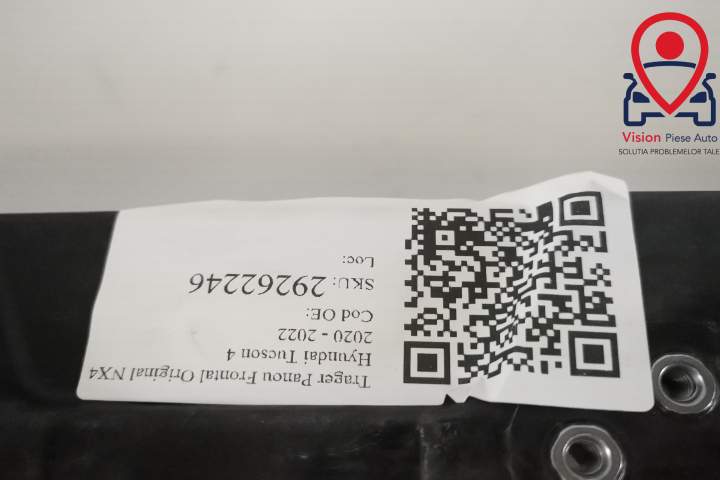 Vision Piese Auto
SOLUTIA PROBLEMELOR TALE
Trager Panou Frontal Original NX4
Hyundai Tucson 4
2020 - 2022
Cod OE:
SKU: 29262246
Loc: